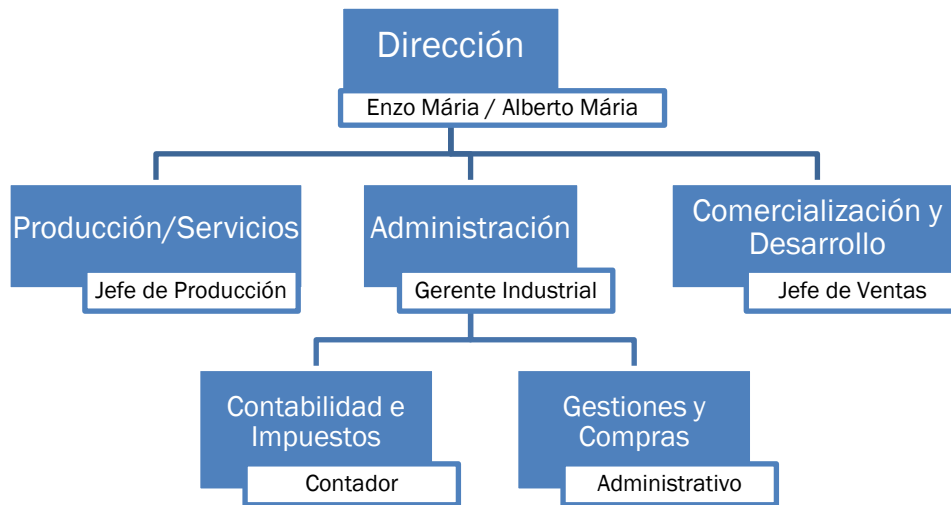 Dirección
Enzo Mária / Alberto Mária
Producción/Servicios
Jefe de Producción
Administración
Gerente Industrial
Comercialización y
Desarrollo
Jefe de Ventas
Contabilidad e
Impuestos
Contador
Gestiones y
Compras
Administrativo